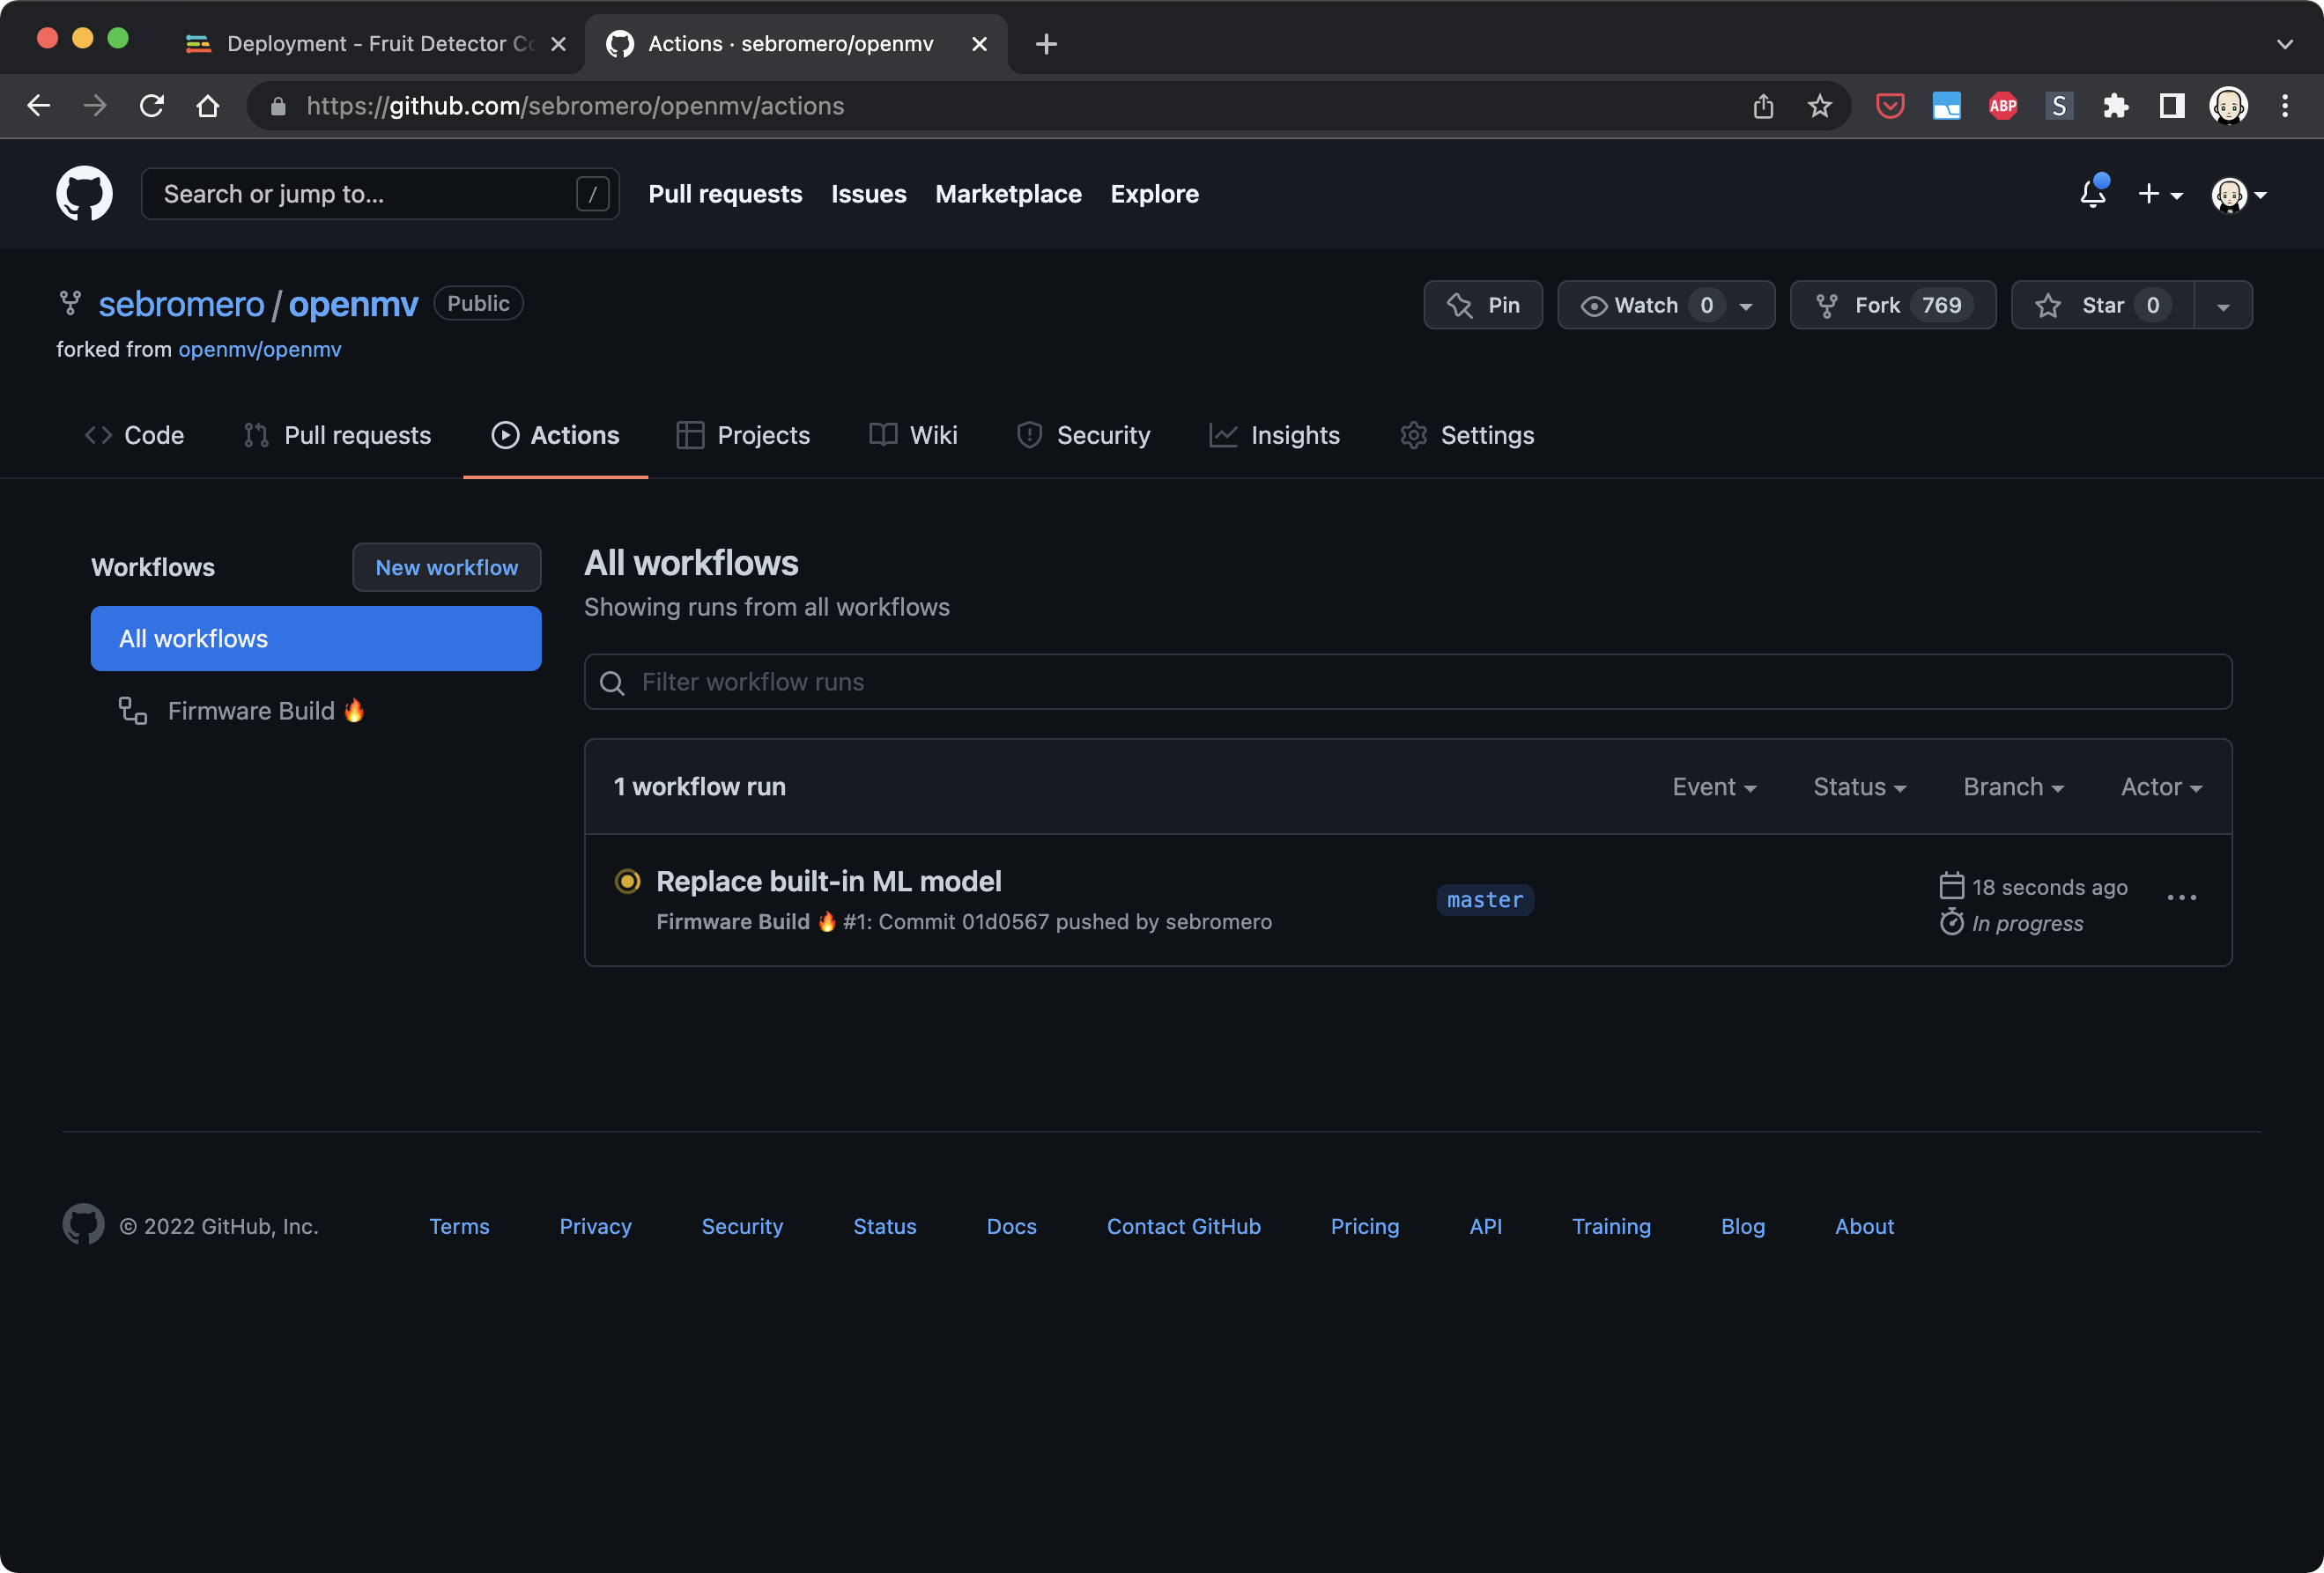 Deployment - Fruit Detector Co
Actions · sebromero/openmv
https://github.com/sebromero/openmv/actions
ABP
S
Search or jump to... /
Pull requests Issues Marketplace Explore
sebromero / openmv Public
Pin Watch 0 Fork 769 Star 0
forked from openmv/openmv
Code Pull requests Actions Projects Wiki Security Insights Settings
Workflows New workflow
All workflows
Firmware Build 🔥
All workflows
Showing runs from all workflows
Filter workflow runs
1 workflow run Event Status Branch Actor
Replace built-in ML model
Firmware Build 🔥 #1: Commit 01d0567 pushed by sebromero
master
18 seconds ago
In progress
© 2022 GitHub, Inc. Terms Privacy Security Status Docs Contact GitHub Pricing API Training Blog About